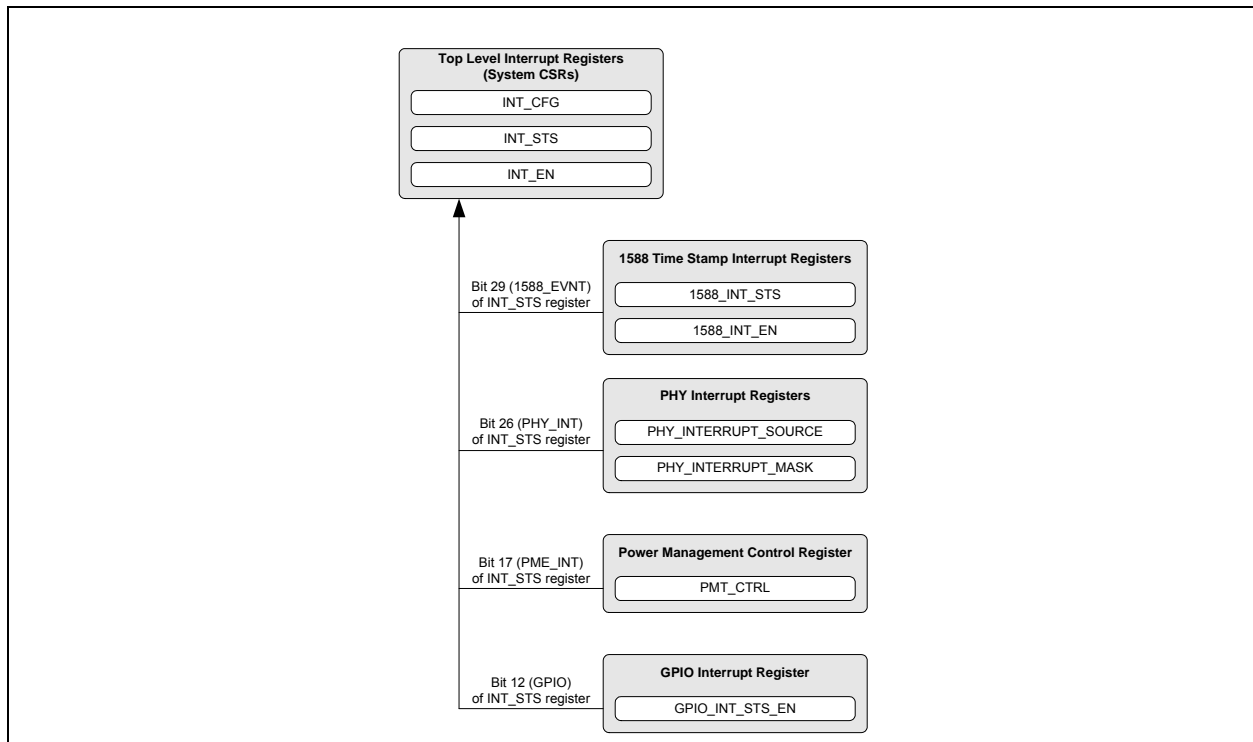 Top Level Interrupt Registers
(System CSRs)
INT_CFG
INT_STS
INT_EN
1588 Time Stamp Interrupt Registers
Bit 29 (1588_EVNT)
of INT_STS register
1588_INT_STS
1588_INT_EN
PHY Interrupt Registers
Bit 26 (PHY_INT)
of INT_STS register
PHY_INTERRUPT_SOURCE
PHY_INTERRUPT_MASK
Power Management Control Register
Bit 17 (PME_INT)
of INT_STS register
PMT_CTRL
GPIO Interrupt Register
Bit 12 (GPIO)
of INT_STS register
GPIO_INT_STS_EN